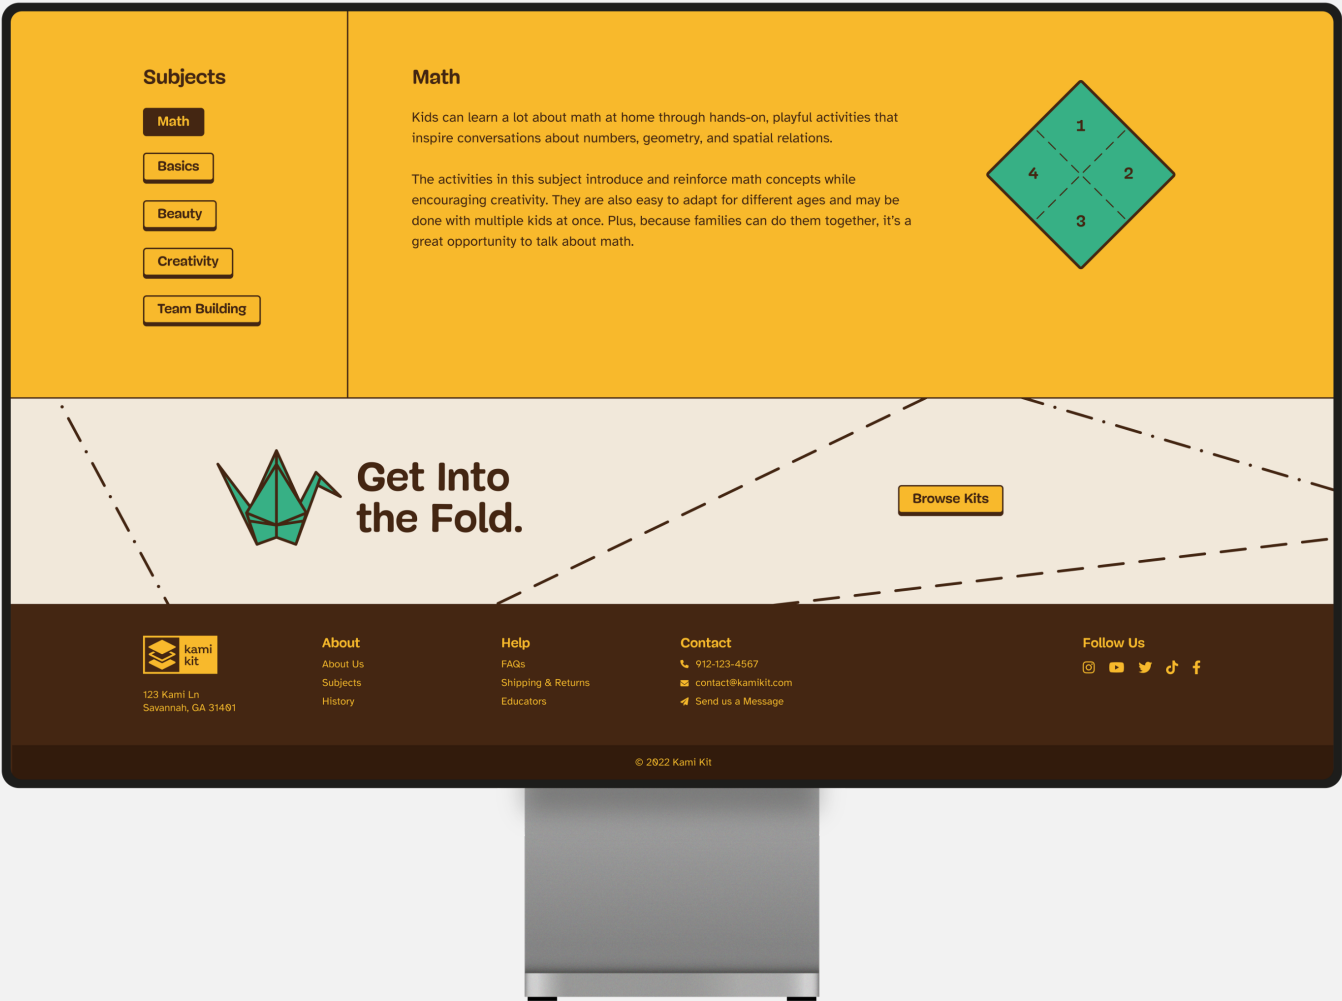 Subjects
Math
Basics
Beauty
Creativity
Team Building
Math
Kids can learn a lot about math at home through hands-on, playful activities that
inspire conversations about numbers, geometry, and spatial relations.
The activities in this subject introduce and reinforce math concepts while
encouraging creativity. They are also easy to adapt for different ages and may be
done with multiple kids at once. Plus, because families can do them together, it's a
great opportunity to talk about math.
1
4
2
3
Get Into
the Fold.
Browse Kits
kami
kit
123 Kami Ln
Savannah, GA 31401
About
About Us
Subjects
History
Help
FAQs
Shipping & Returns
Educators
Contact
912-123-4567
contact@kamikit.com
Send us a Message
Follow Us
© 2022 Kami Kit